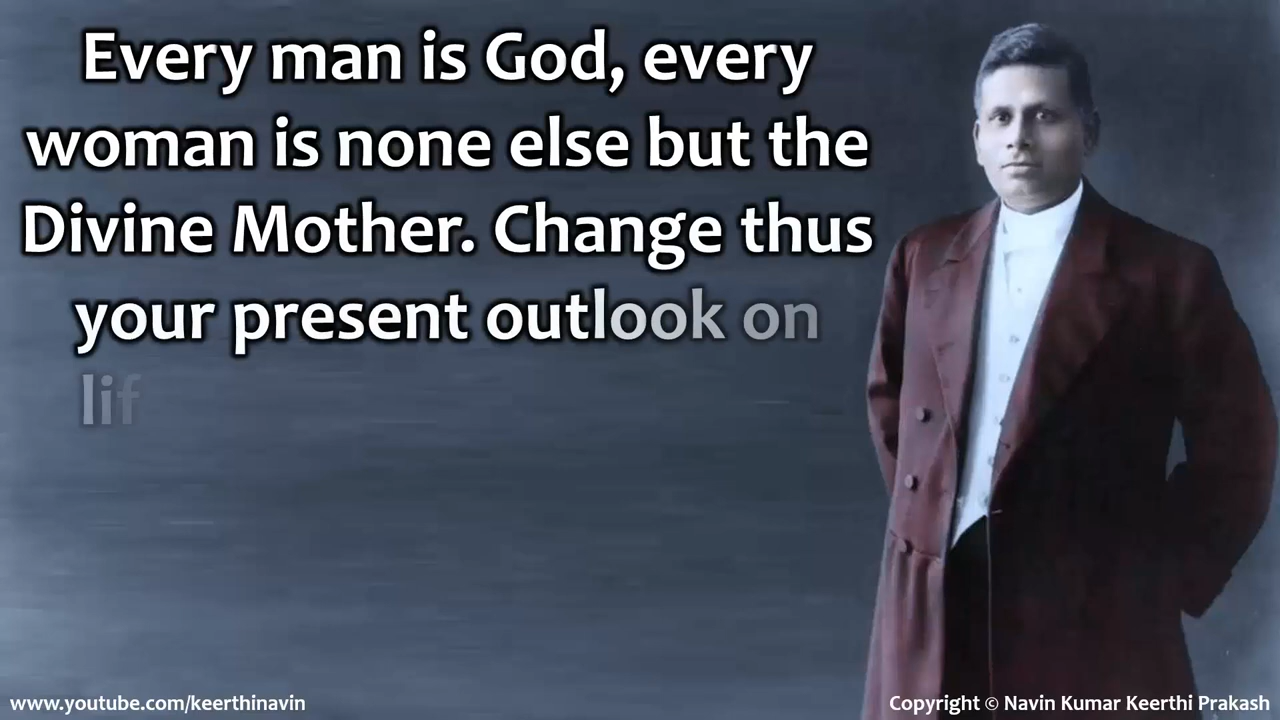 Every man is God, every
woman is none else but the
Divine Mother. Change thus
your present outlook on
lif
www.youtube.com/keerthinavin
Copyright © Navin Kumar Keerthi Prakash